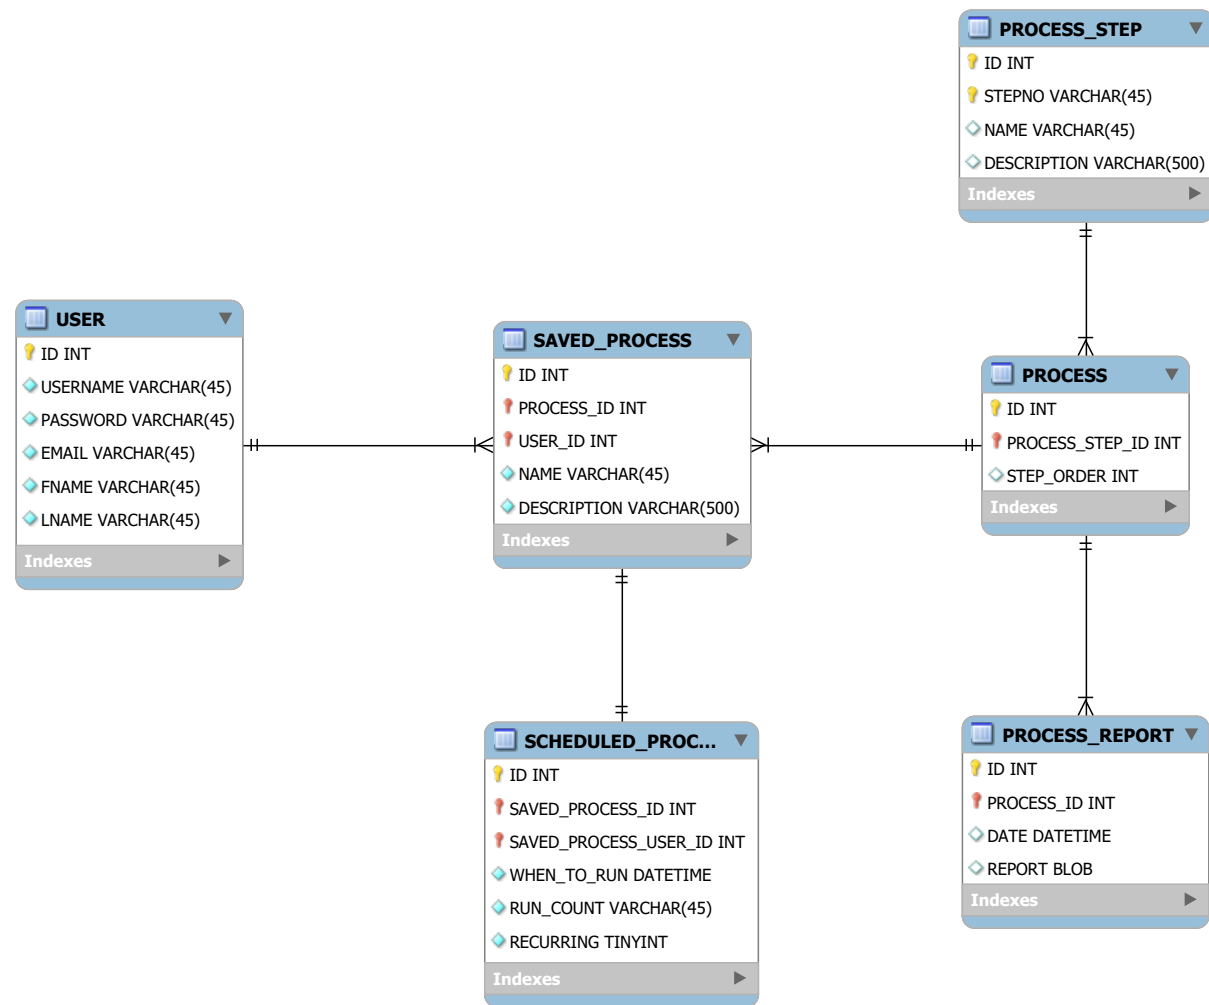 PROCESS_STEP
ID INT
STEPNO VARCHAR(45)
NAME VARCHAR(45)
DESCRIPTION VARCHAR(500)
Indexes
USER
ID INT
USERNAME VARCHAR(45)
PASSWORD VARCHAR(45)
EMAIL VARCHAR(45)
FNAME VARCHAR(45)
LNAME VARCHAR(45)
Indexes
SAVED_PROCESS
ID INT
PROCESS_ID INT
USER_ID INT
NAME VARCHAR(45)
DESCRIPTION VARCHAR(500)
Indexes
PROCESS
ID INT
PROCESS_STEP_ID INT
STEP_ORDER INT
Indexes
SCHEDULED_PROC...
ID INT
SAVED_PROCESS_ID INT
SAVED_PROCESS_USER_ID INT
WHEN_TO_RUN DATETIME
RUN_COUNT VARCHAR(45)
RECURRING TINYINT
Indexes
PROCESS_REPORT
ID INT
PROCESS_ID INT
DATE DATETIME
REPORT BLOB
Indexes